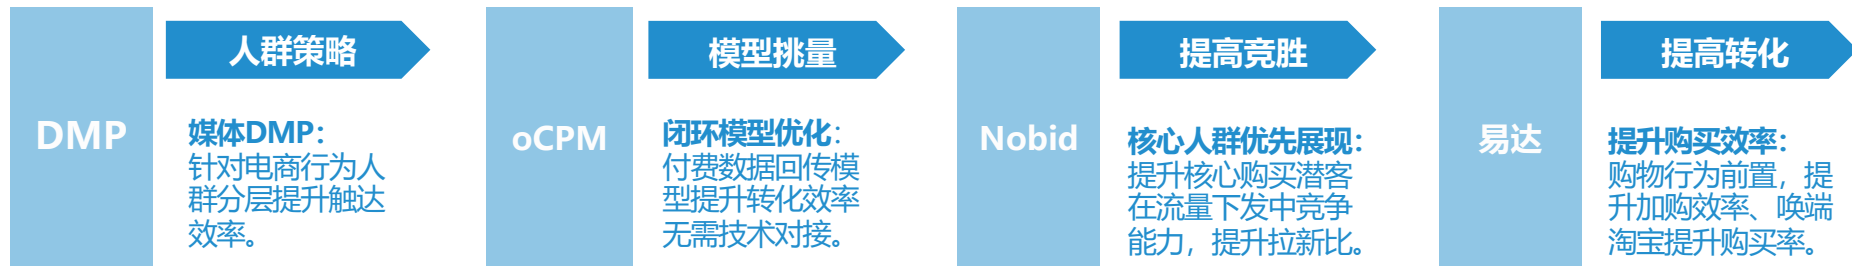 DMP
人群策略
媒体DMP：
针对电商行为人
群分层提升触达
效率。
oCPM
模型挑量
闭环模型优化：
付费数据回传模
型提升转化效率
无需技术对接。
Nobid
提高竞胜
核心人群优先展现：
提升核心购买潜客
在流量下发中竞争
能力，提升拉新比。
易达
提高转化
提升购买效率：
购物行为前置，提
升加购效率、唤端
淘宝提升购买率。